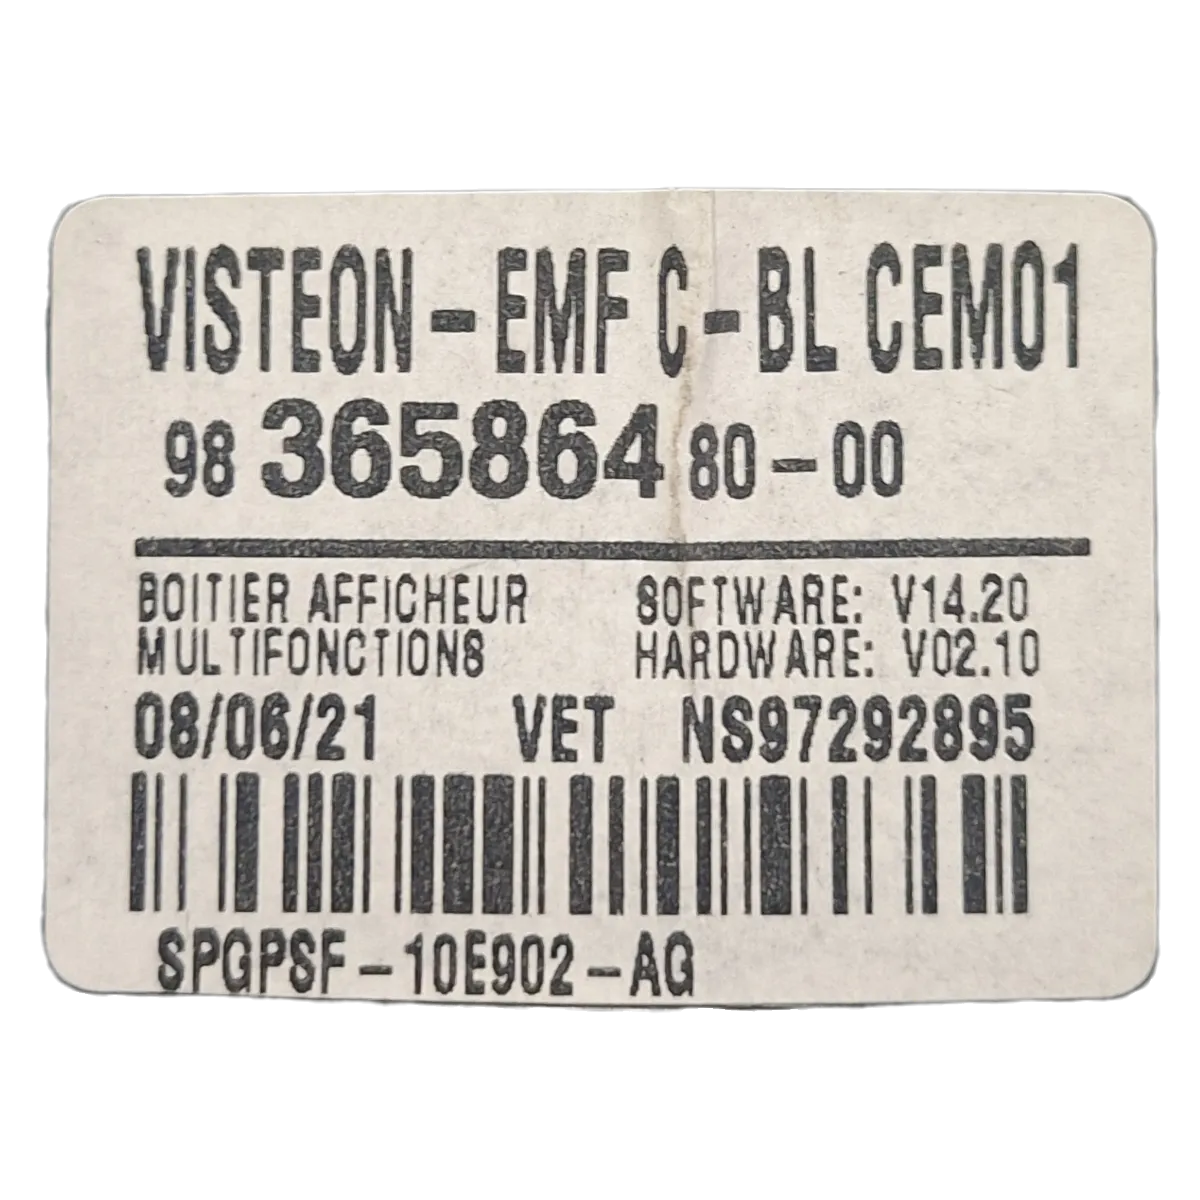 VISTEON-EMF C-BL CEM01
98 365864 80-00
BOITIER AFFICHEUR SOFTWARE: V14.20
MULTIFONCTIONS HARDWARE: V02.10
08/06/21 VET NS97292895
SPGPSF-10E902-AG